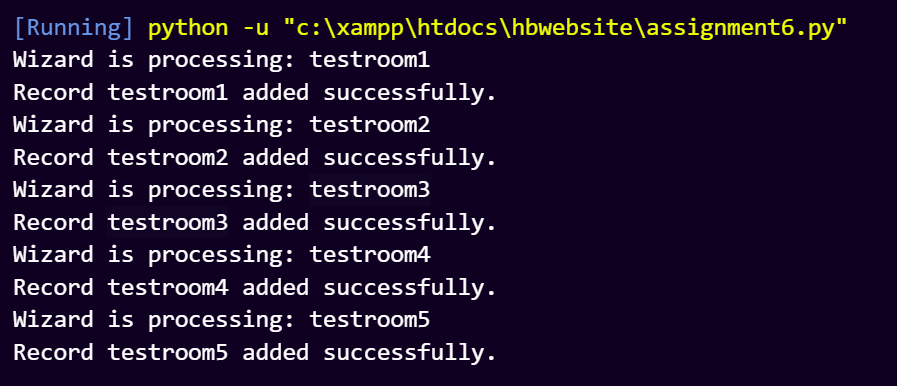 [Running] python -u "c:\xampp\htdocs\hbwebsite\assignment6.py"
Wizard is processing: testroom1
Record testroom1 added successfully.
Wizard is processing: testroom2
Record testroom2 added successfully.
Wizard is processing: testroom3
Record testroom3 added successfully.
Wizard is processing: testroom4
Record testroom4 added successfully.
Wizard is processing: testroom5
Record testroom5 added successfully.